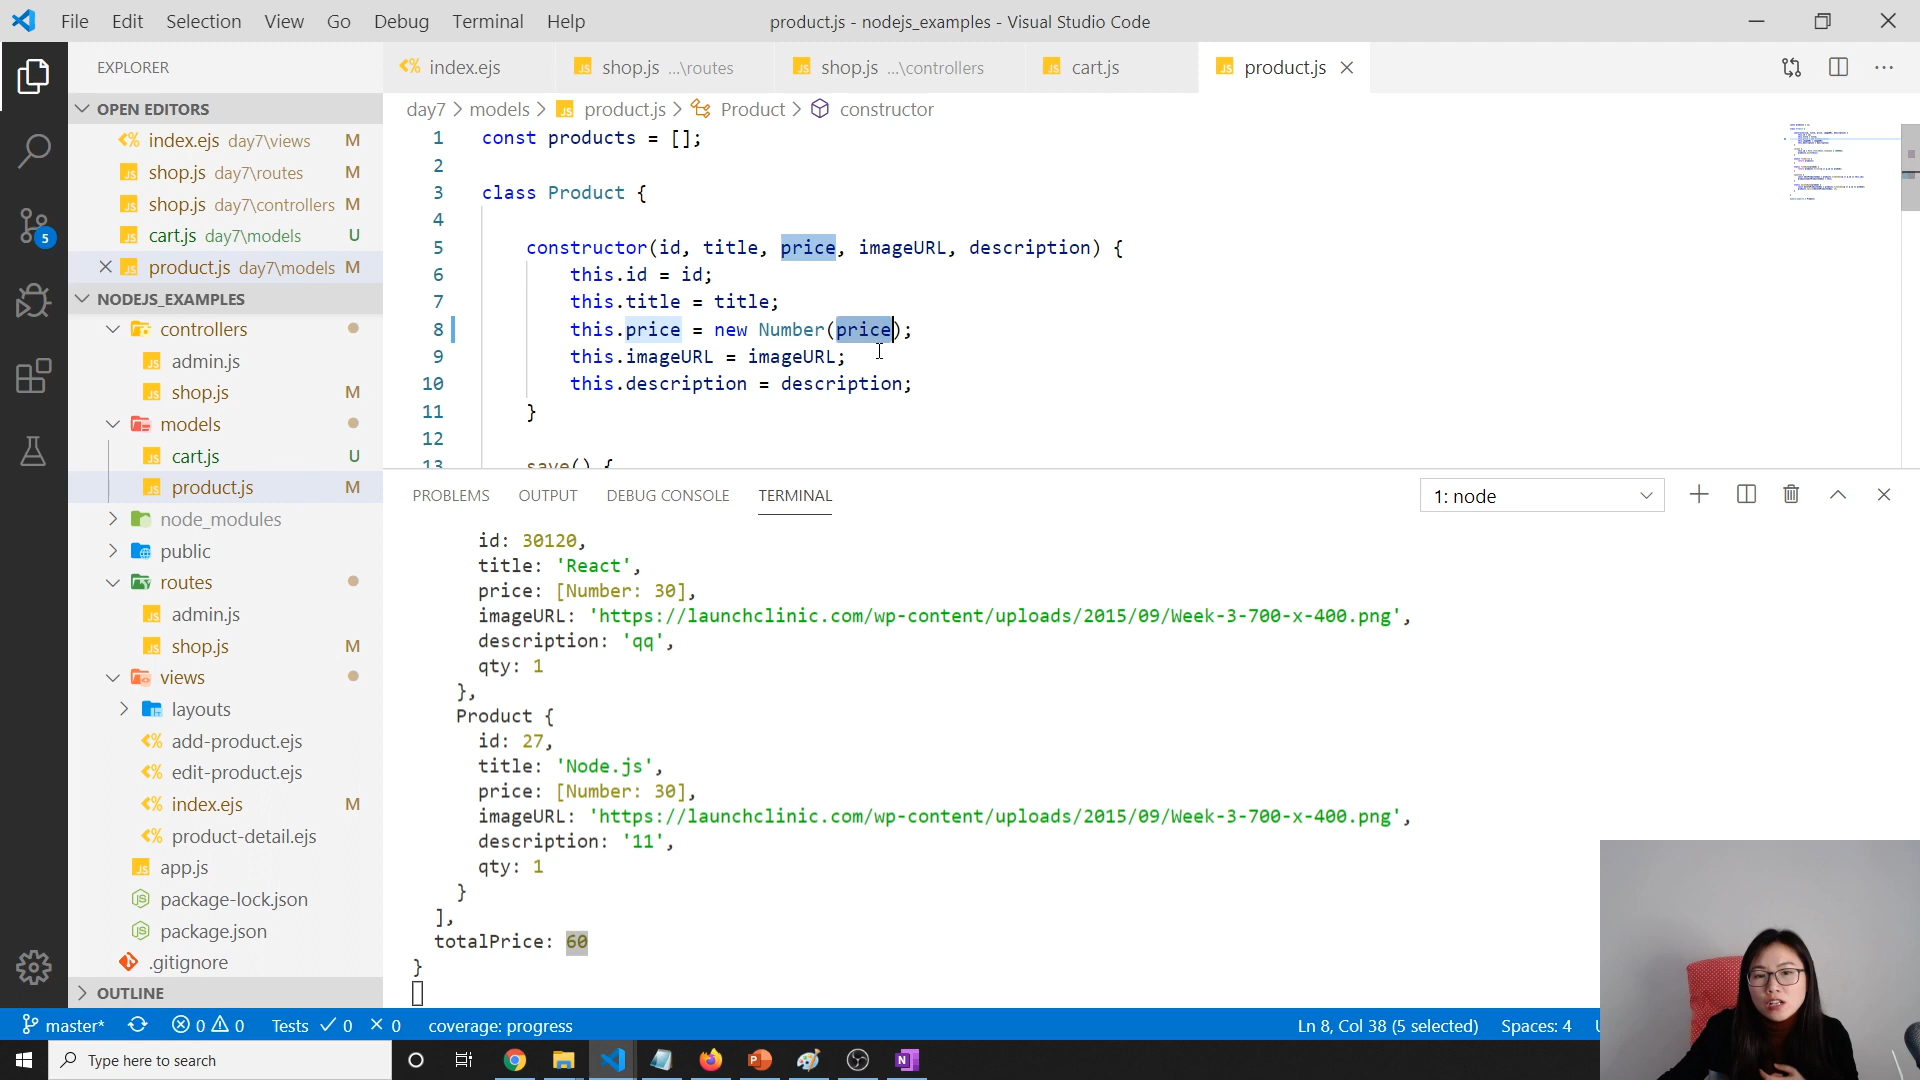 File Edit Selection View Go Debug Terminal Help
product.js - nodejs_examples - Visual Studio Code
EXPLORER
OPEN EDITORS
index.ejs day7\views M
shop.js day7\routes M
shop.js day7\controllers M
cart.js day7\models U
product.js day7\models M
NODEJS_EXAMPLES
controllers
admin.js
shop.js M
models
cart.js U
product.js M
node_modules
public
routes
admin.js
shop.js M
views
layouts
add-product.ejs
edit-product.ejs
index.ejs M
product-detail.ejs
app.js
package-lock.json
package.json
.gitignore
OUTLINE
5
index.ejs
shop.js ...\routes
shop.js ...\controllers
cart.js
product.js
day7 > models > product.js > Product > constructor
1 const products = [];
2
3 class Product {
4
5 constructor(id, title, price, imageURL, description) {
6 this.id = id;
7 this.title = title;
8 this.price = new Number(price);
9 this.imageURL = imageURL;
10 this.description = description;
11 }
12
13 save() {
PROBLEMS OUTPUT DEBUG CONSOLE TERMINAL
1: node
id: 30120,
title: 'React',
price: [Number: 30],
imageURL: 'https://launchclinic.com/wp-content/uploads/2015/09/Week-3-700-x-400.png',
description: 'qq',
qty: 1
},
Product {
id: 27,
title: 'Node.js',
price: [Number: 30],
imageURL: 'https://launchclinic.com/wp-content/uploads/2015/09/Week-3-700-x-400.png',
description: '11',
qty: 1
}
],
totalPrice: 60
}
master* 0 0 Tests 0 0 coverage: progress
Ln 8, Col 38 (5 selected) Spaces: 4
Type here to search